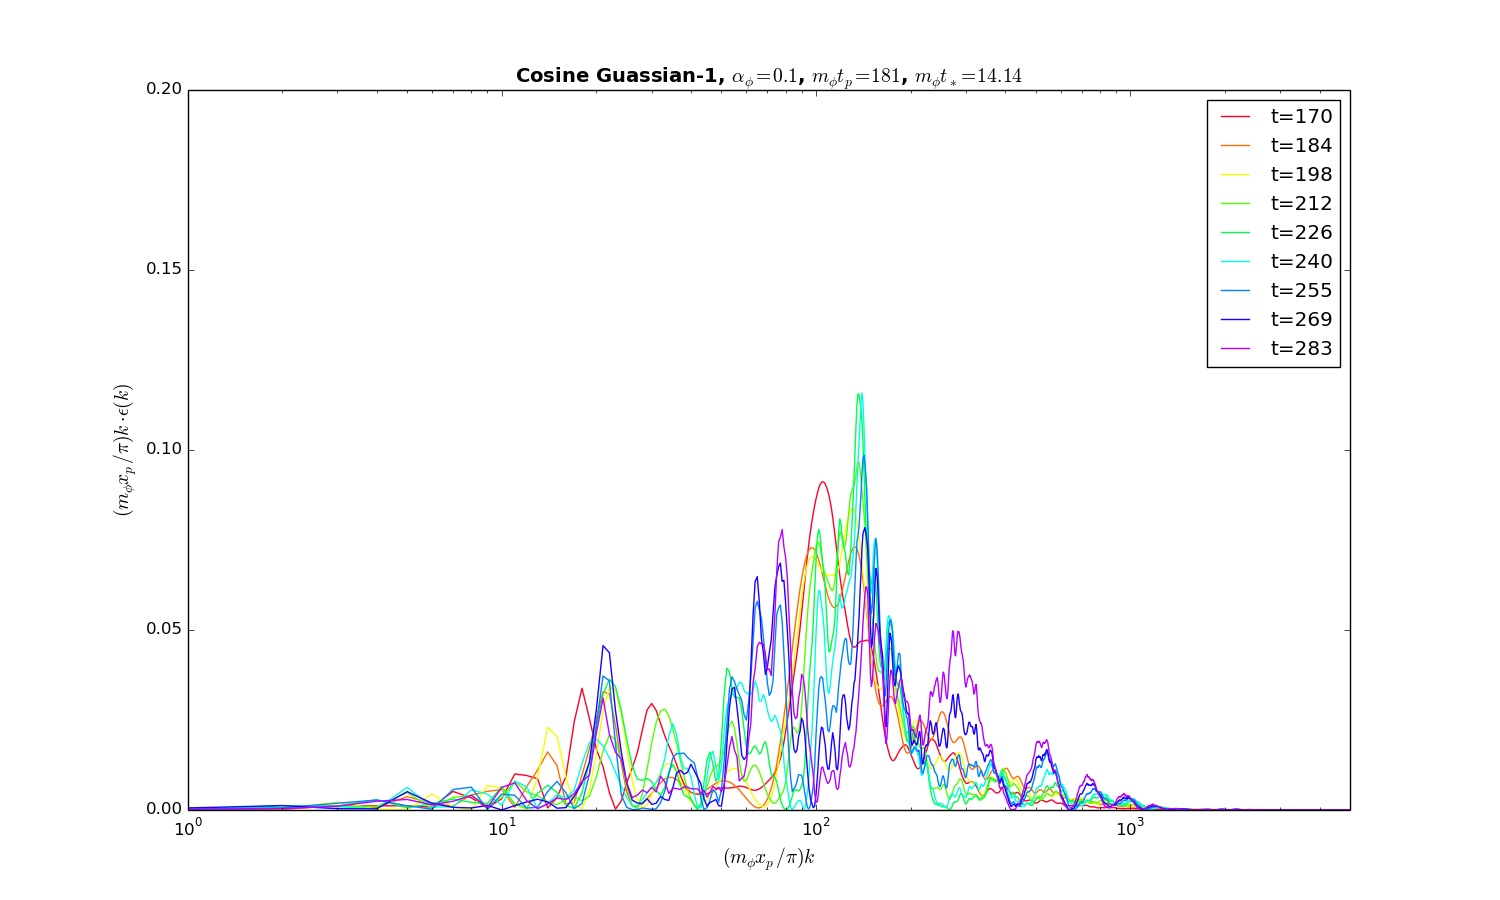 Cosine Guassian-1, α_ϕ=0.1, m_ϕt_p=181, m_ϕt_*=14.14
0.20
0.15
0.10
0.05
0.00
(m_ϕx_p/π)k·ϵ(k)
t=170
t=184
t=198
t=212
t=226
t=240
t=255
t=269
t=283
10^0 10^1 10^2 10^3
(m_ϕx_p/π)k